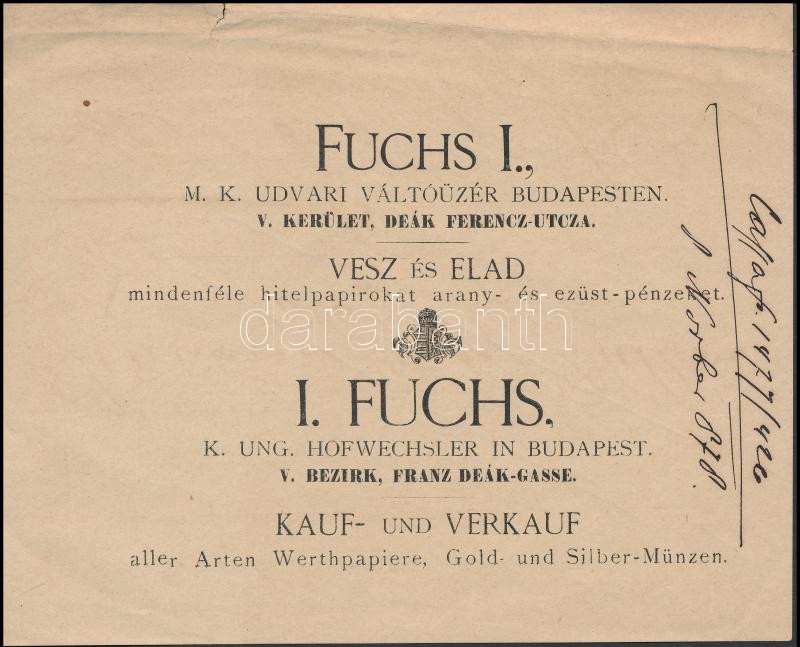 FUCHS I.,
M. K. UDVARI VÁLTÓÜZÉR BUDAPESTEN.
V. KERÜLET, DEÁK FERENCZ-UTCZA.
VESZ ÉS ELAD
mindenféle hitelpapirokat arany- és ezüst-pénzeket.
darabanth
I. FUCHS,
K. UNG. HOFWECHSLER IN BUDAPEST.
V. BEZIRK, FRANZ DEÁK-GASSE.
KAUF- UND VERKAUF
aller Arten Werthpapiere, Gold- und Silber-Münzen.